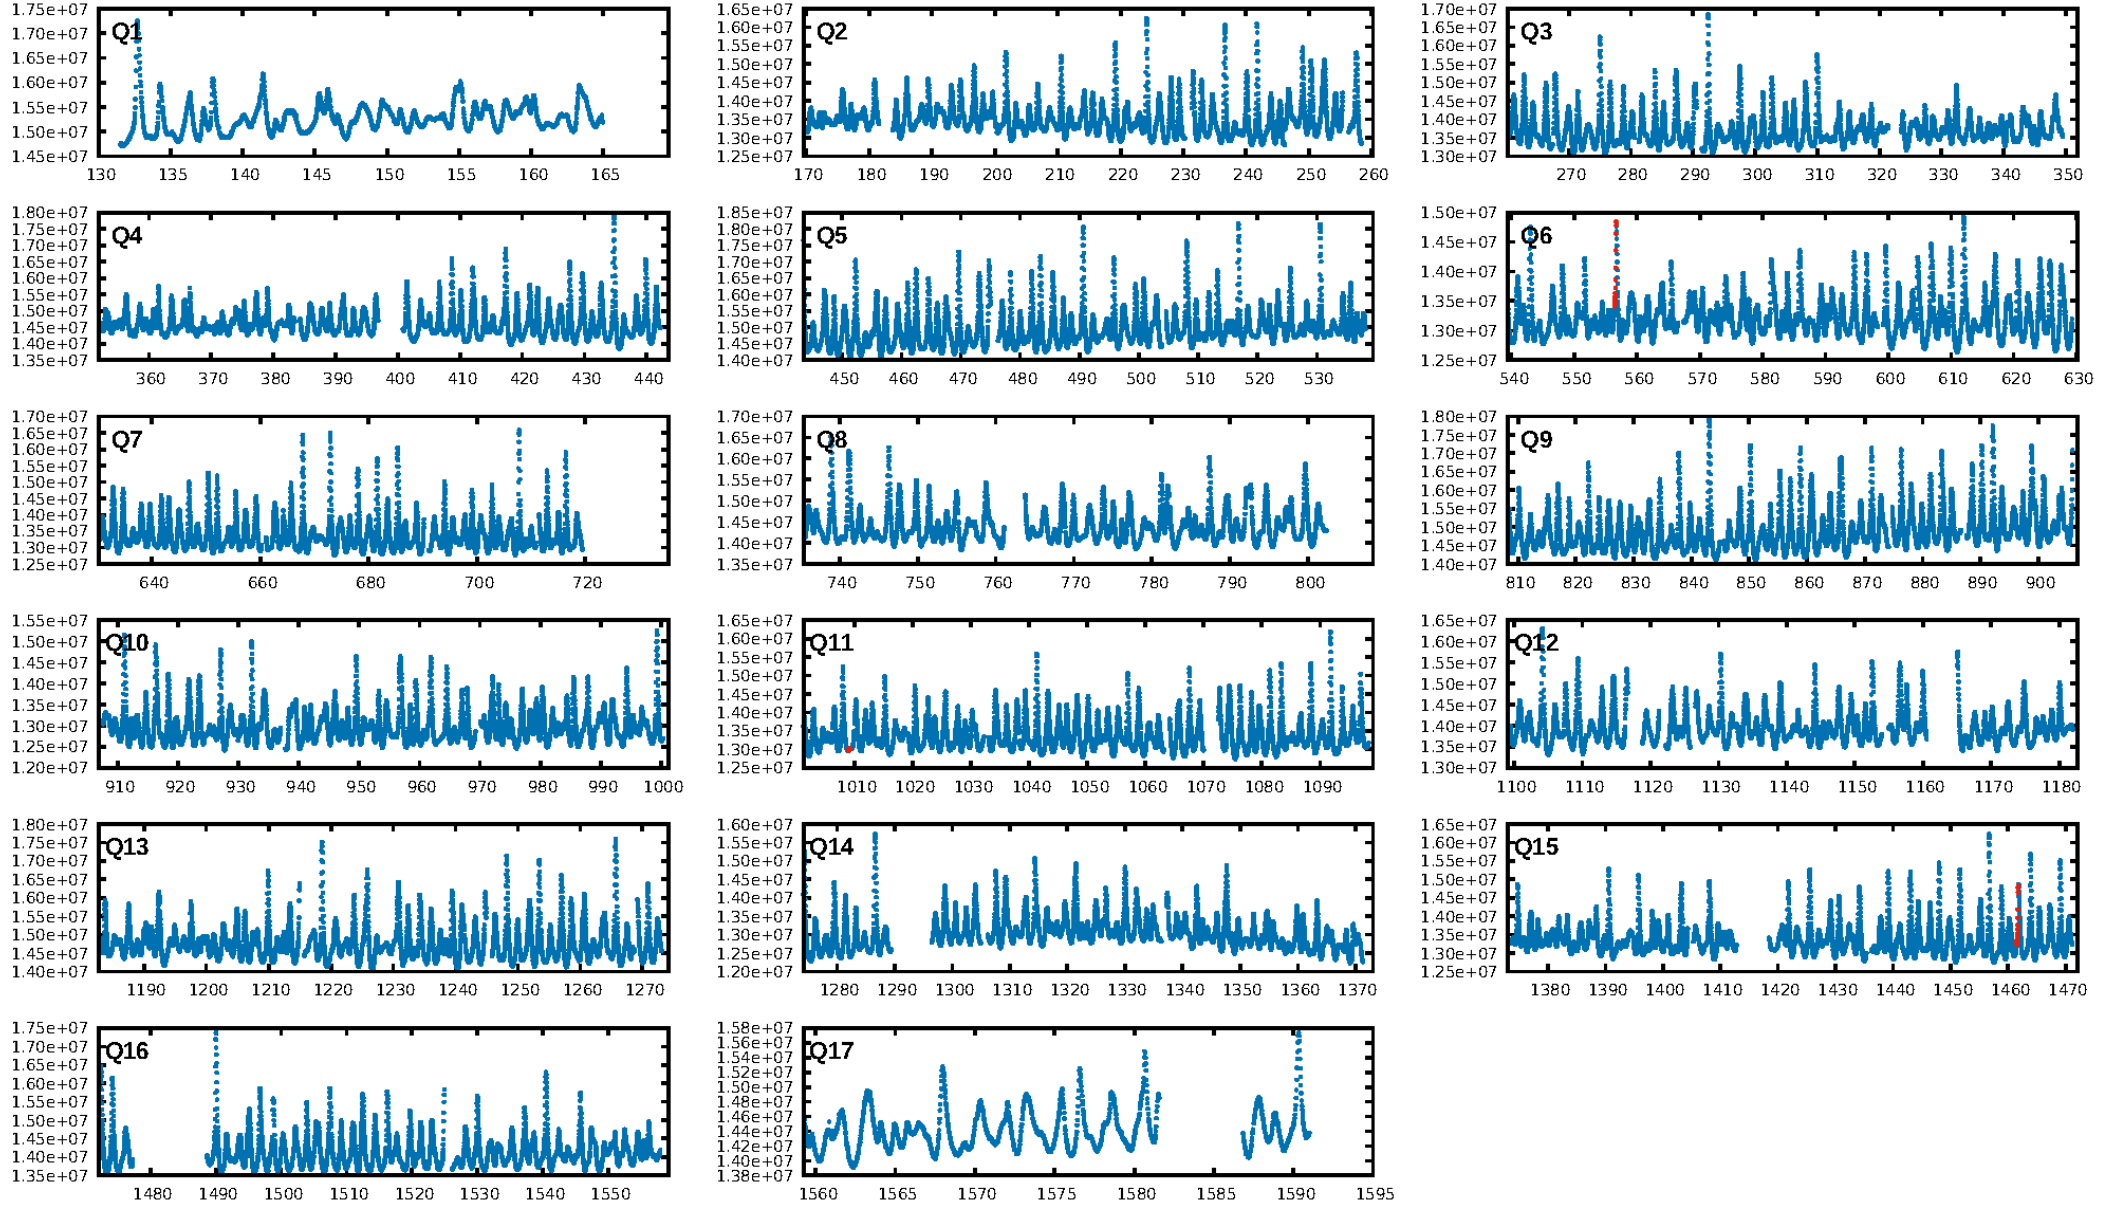 1.75e+07 1.70e+07 1.65e+07 1.60e+07 1.55e+07 1.50e+07 1.45e+07
Q1
130 135 140 145 150 155 160 165
1.65e+07 1.60e+07 1.55e+07 1.50e+07 1.45e+07 1.40e+07 1.35e+07 1.30e+07 1.25e+07
Q2
170 180 190 200 210 220 230 240 250 260
1.70e+07 1.65e+07 1.60e+07 1.55e+07 1.50e+07 1.45e+07 1.40e+07 1.35e+07 1.30e+07
Q3
270 280 290 300 310 320 330 340 350
1.80e+07 1.75e+07 1.70e+07 1.65e+07 1.60e+07 1.55e+07 1.50e+07 1.45e+07 1.40e+07 1.35e+07
Q4
360 370 380 390 400 410 420 430 440
1.85e+07 1.80e+07 1.75e+07 1.70e+07 1.65e+07 1.60e+07 1.55e+07 1.50e+07 1.45e+07 1.40e+07
Q5
450 460 470 480 490 500 510 520 530
1.50e+07 1.45e+07 1.40e+07 1.35e+07 1.30e+07 1.25e+07
Q6
540 550 560 570 580 590 600 610 620 630
1.70e+07 1.65e+07 1.60e+07 1.55e+07 1.50e+07 1.45e+07 1.40e+07 1.35e+07 1.30e+07 1.25e+07
Q7
640 660 680 700 720
1.70e+07 1.65e+07 1.60e+07 1.55e+07 1.50e+07 1.45e+07 1.40e+07 1.35e+07
Q8
740 750 760 770 780 790 800
1.80e+07 1.75e+07 1.70e+07 1.65e+07 1.60e+07 1.55e+07 1.50e+07 1.45e+07 1.40e+07
Q9
810 820 830 840 850 860 870 880 890 900
1.55e+07 1.50e+07 1.45e+07 1.40e+07 1.35e+07 1.30e+07 1.25e+07 1.20e+07
Q10
910 920 930 940 950 960 970 980 990 1000
1.65e+07 1.60e+07 1.55e+07 1.50e+07 1.45e+07 1.40e+07 1.35e+07 1.30e+07 1.25e+07
Q11
1010 1020 1030 1040 1050 1060 1070 1080 1090
1.65e+07 1.60e+07 1.55e+07 1.50e+07 1.45e+07 1.40e+07 1.35e+07 1.30e+07
Q12
1100 1110 1120 1130 1140 1150 1160 1170 1180
1.80e+07 1.75e+07 1.70e+07 1.65e+07 1.60e+07 1.55e+07 1.50e+07 1.45e+07 1.40e+07
Q13
1190 1200 1210 1220 1230 1240 1250 1260 1270
1.60e+07 1.55e+07 1.50e+07 1.45e+07 1.40e+07 1.35e+07 1.30e+07 1.25e+07 1.20e+07
Q14
1280 1290 1300 1310 1320 1330 1340 1350 1360 1370
1.65e+07 1.60e+07 1.55e+07 1.50e+07 1.45e+07 1.40e+07 1.35e+07 1.30e+07 1.25e+07
Q15
1380 1390 1400 1410 1420 1430 1440 1450 1460 1470
1.75e+07 1.70e+07 1.65e+07 1.60e+07 1.55e+07 1.50e+07 1.45e+07 1.40e+07 1.35e+07
Q16
1480 1490 1500 1510 1520 1530 1540 1550
1.58e+07 1.56e+07 1.54e+07 1.52e+07 1.50e+07 1.48e+07 1.46e+07 1.44e+07 1.42e+07 1.40e+07 1.38e+07
Q17
1560 1565 1570 1575 1580 1585 1590 1595